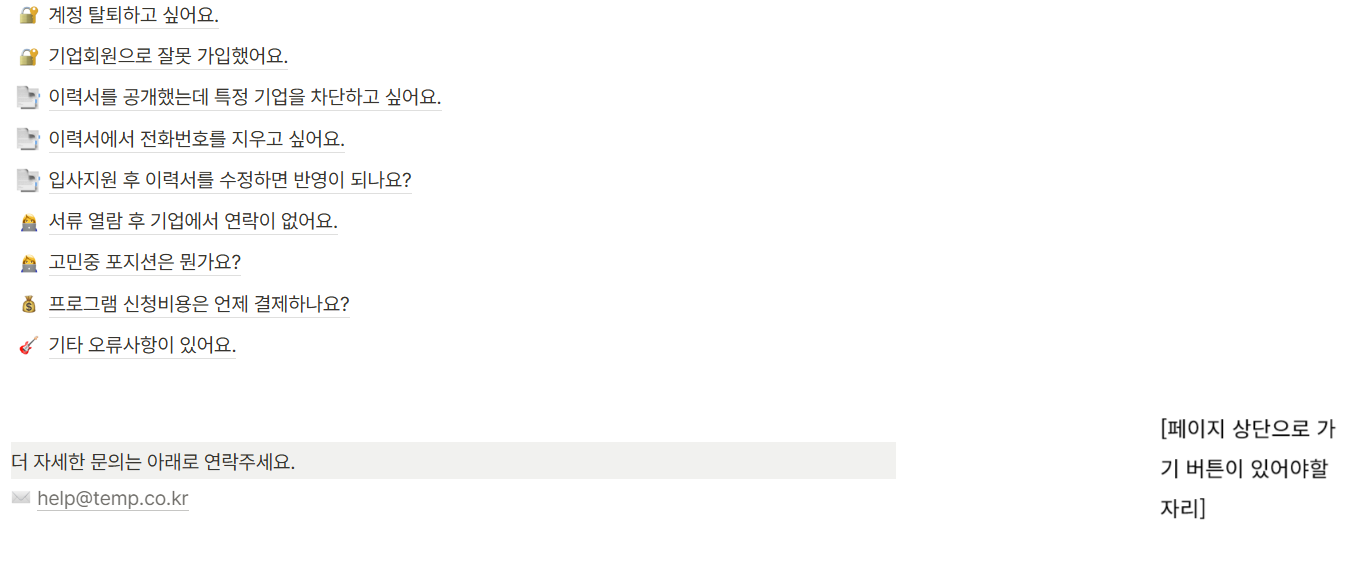 계정 탈퇴하고 싶어요.
기업회원으로 잘못 가입했어요.
이력서를 공개했는데 특정 기업을 차단하고 싶어요.
이력서에서 전화번호를 지우고 싶어요.
입사지원 후 이력서를 수정하면 반영이 되나요?
서류 열람 후 기업에서 연락이 없어요.
고민중 포지션은 뭔가요?
프로그램 신청비용은 언제 결제하나요?
기타 오류사항이 있어요.
더 자세한 문의는 아래로 연락주세요.
help@temp.co.kr
[페이지 상단으로 가
기 버튼이 있어야할
자리]